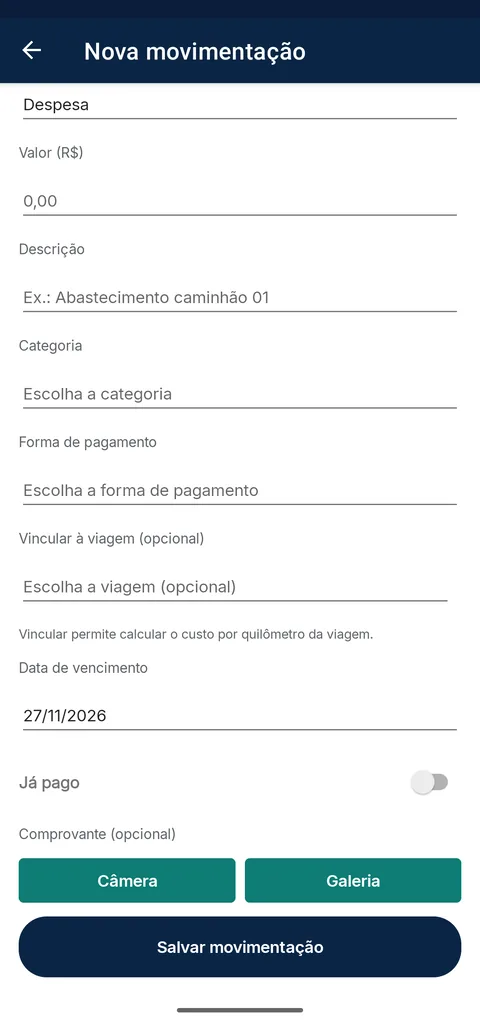 Nova movimentação
Despesa
Valor (R$)
0,00
Descrição
Ex.: Abastecimento caminhão 01
Categoria
Escolha a categoria
Forma de pagamento
Escolha a forma de pagamento
Vincular à viagem (opcional)
Escolha a viagem (opcional)
Vincular permite calcular o custo por quilômetro da viagem.
Data de vencimento
27/11/2026
Já pago
Comprovante (opcional)
Câmera
Galeria
Salvar movimentação